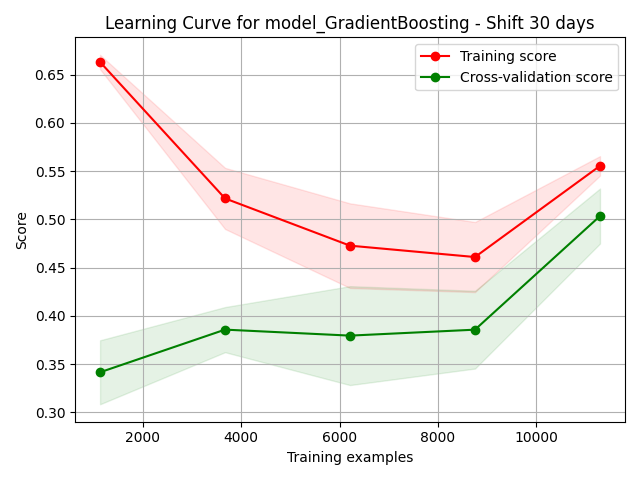 Learning Curve for model_GradientBoosting - Shift 30 days
Training score
Cross-validation score
Score
0.65
0.60
0.55
0.50
0.45
0.40
0.35
0.30
2000
4000
6000
8000
10000
Training examples